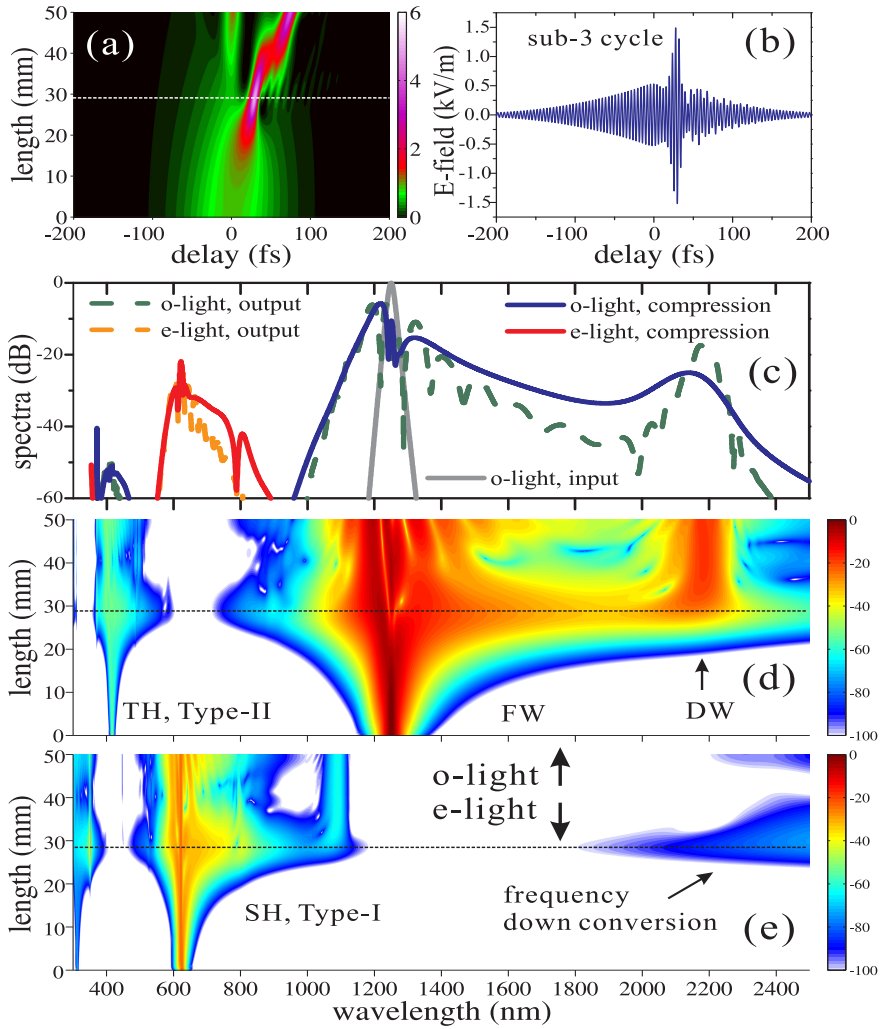 (a)
length (mm)
50
40
30
20
10
0
-200
-100
0
100
200
delay (fs)
6
4
2
0
(b)
sub-3 cycle
E-field (kV/m)
1.5
1.0
0.5
0.0
-0.5
-1.0
-1.5
-200
-100
0
100
200
delay (fs)
(c)
spectra (dB)
0
-20
-40
-60
o-light, output
e-light, output
o-light, compression
e-light, compression
o-light, input
(d)
length (mm)
50
40
30
20
10
0
TH, Type-II
FW
DW
0
-20
-40
-60
-80
-100
(e)
length (mm)
50
40
30
20
10
0
o-light
e-light
SH, Type-I
frequency
down conversion
0
-20
-40
-60
-80
-100
400
600
800
1000
1200
1400
1600
1800
2000
2200
2400
wavelength (nm)